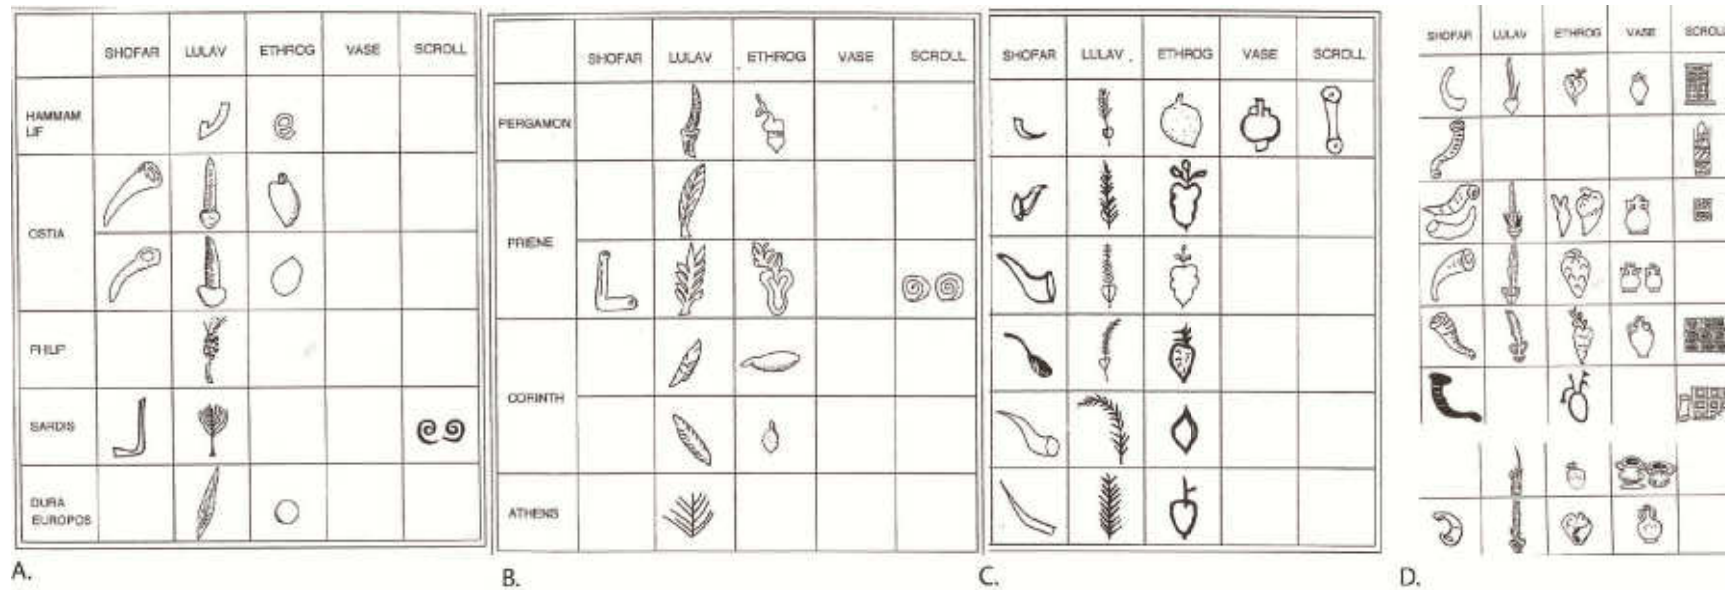 SHOFAR LULAV ETHROG VASE SCROLL
HAMMAM
LIF
OSTIA
PHILIP
SARDIS
DURA
EUROPOS
A.
SHOFAR LULAV ETHROG VASE SCROLL
PERGAMON
PRIENE
CORINTH
ATHENS
B.
SHOFAR LULAV ETHROG VASE SCROLL
C.
SHOFAR LULAV ETHROG VASE SCROLL
D.